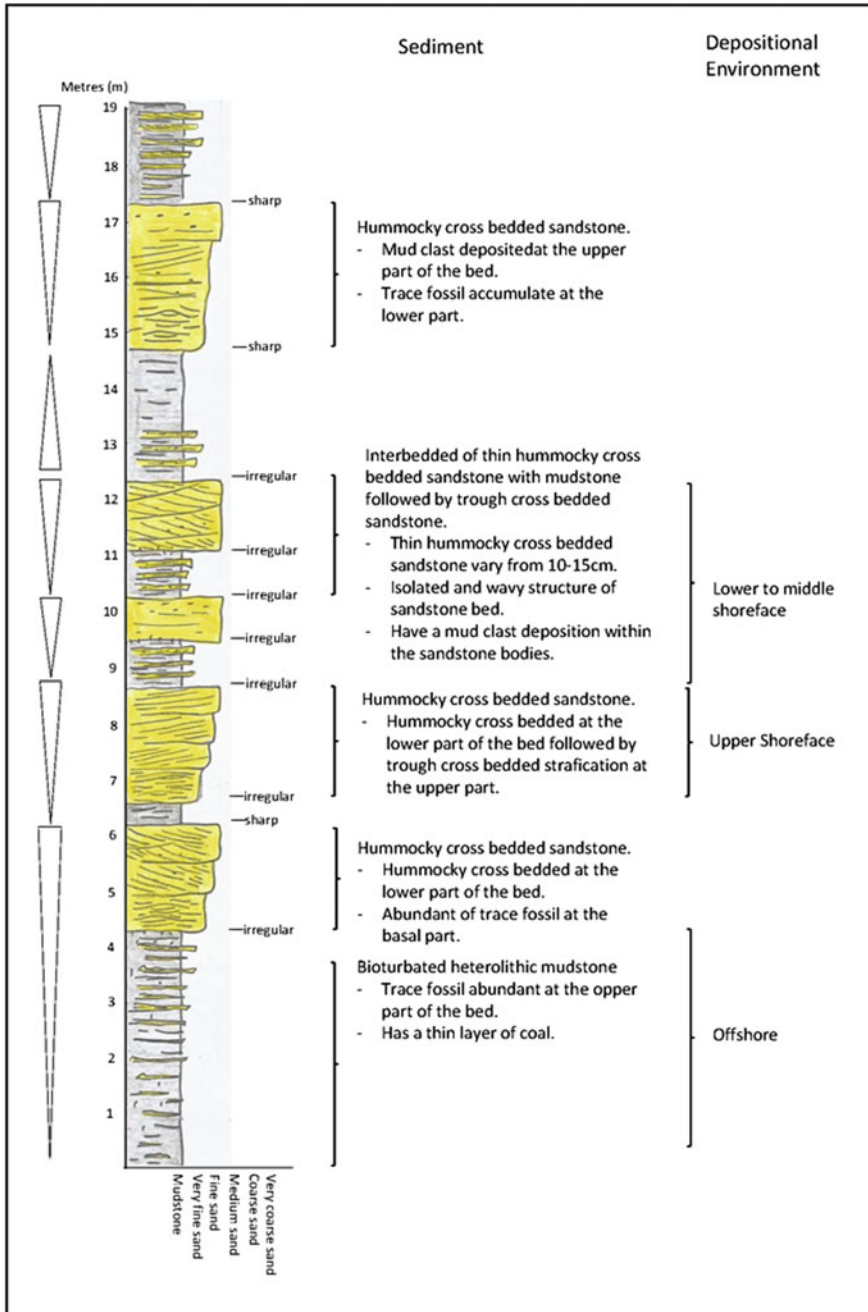 Sediment
Depositional
Environment
Metres (m)
19
18
17
16
15
14
13
12
11
10
9
8
7
6
5
4
3
2
1
sharp
sharp
irregular
irregular
irregular
irregular
irregular
irregular
sharp
irregular
Hummocky cross bedded sandstone.
- Mud clast depositedat the upper
part of the bed.
- Trace fossil accumulate at the
lower part.
Interbedded of thin hummocky cross
bedded sandstone with mudstone
followed by trough cross bedded
sandstone.
- Thin hummocky cross bedded
sandstone vary from 10-15cm.
- Isolated and wavy structure of
sandstone bed.
- Have a mud clast deposition within
the sandstone bodies.
Lower to middle
shoreface
Hummocky cross bedded sandstone.
- Hummocky cross bedded at the
lower part of the bed followed by
trough cross bedded strafication at
the upper part.
Upper Shoreface
Hummocky cross bedded sandstone.
- Hummocky cross bedded at the
lower part of the bed.
- Abundant of trace fossil at the
basal part.
Bioturbated heterolithic mudstone
- Trace fossil abundant at the opper
part of the bed.
- Has a thin layer of coal.
Offshore
Mudstone
Very fine sand
Fine sand
Medium sand
Coarse sand
Very coarse sand